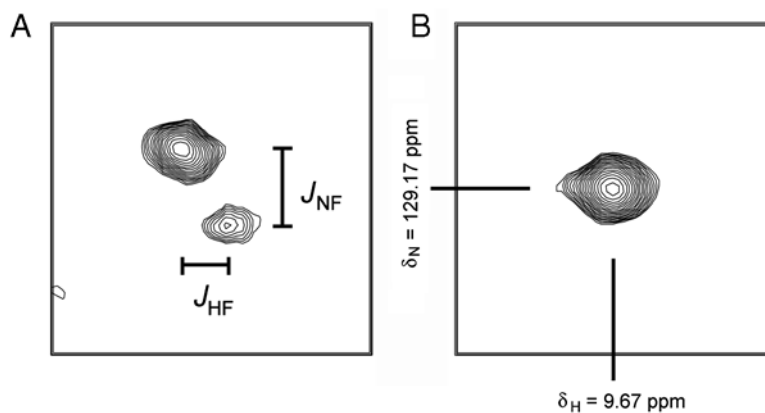 A
B
J_NF
J_HF
δ_N = 129.17 ppm
δ_H = 9.67 ppm